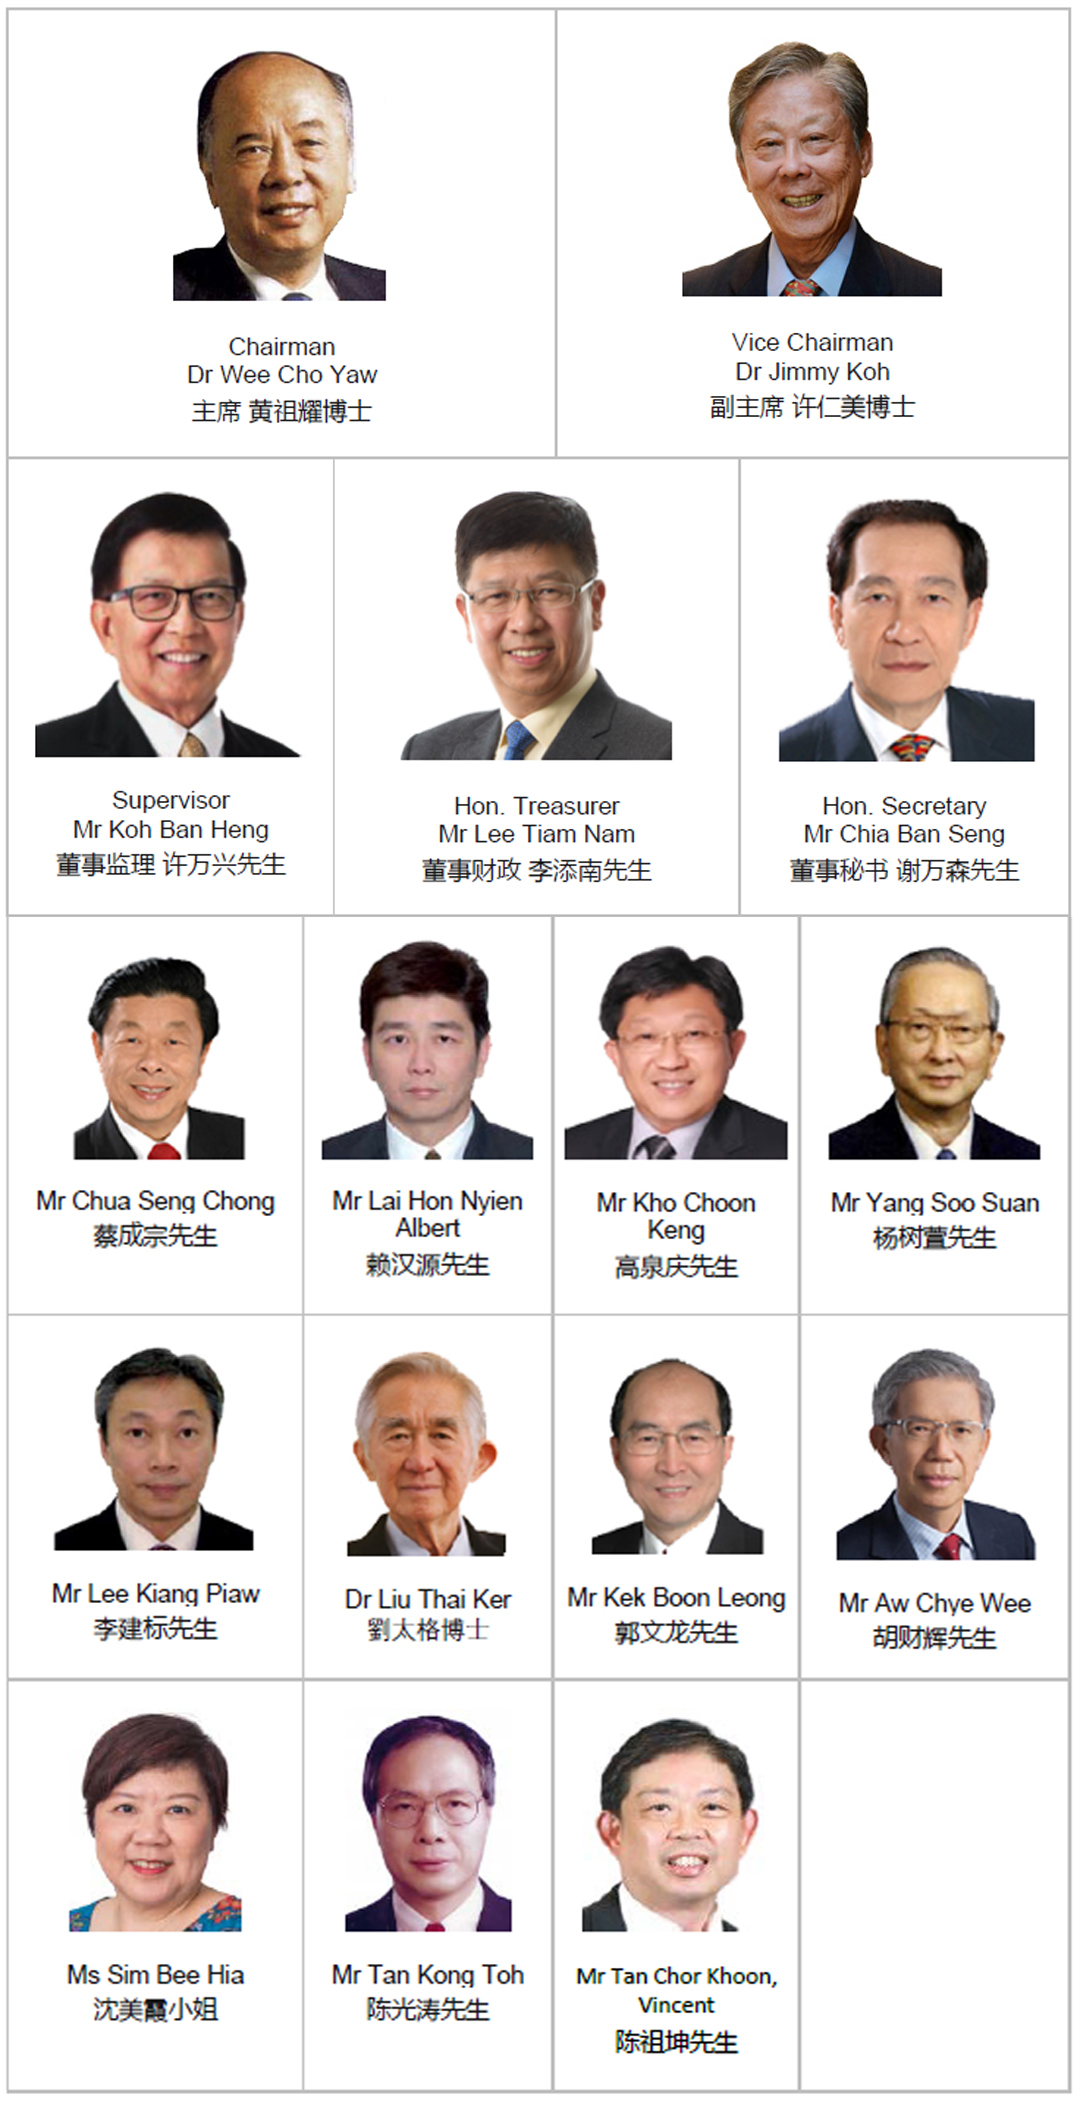 Chairman
Dr Wee Cho Yaw
主席 黄祖耀博士
Vice Chairman
Dr Jimmy Koh
副主席 许仁美博士
Supervisor
Mr Koh Ban Heng
董事监理 许万兴先生
Hon. Treasurer
Mr Lee Tiam Nam
董事财政 李添南先生
Hon. Secretary
Mr Chia Ban Seng
董事秘书 谢万森先生
Mr Chua Seng Chong
蔡成宗先生
Mr Lai Hon Nyien
Albert
赖汉源先生
Mr Kho Choon
Keng
高泉庆先生
Mr Yang Soo Suan
杨树萱先生
Mr Lee Kiang Piaw
李建标先生
Dr Liu Thai Ker
劉太格博士
Mr Kek Boon Leong
郭文龙先生
Mr Aw Chye Wee
胡财辉先生
Ms Sim Bee Hia
沈美霞小姐
Mr Tan Kong Toh
陈光涛先生
Mr Tan Chor Khoon,
Vincent
陈祖坤先生